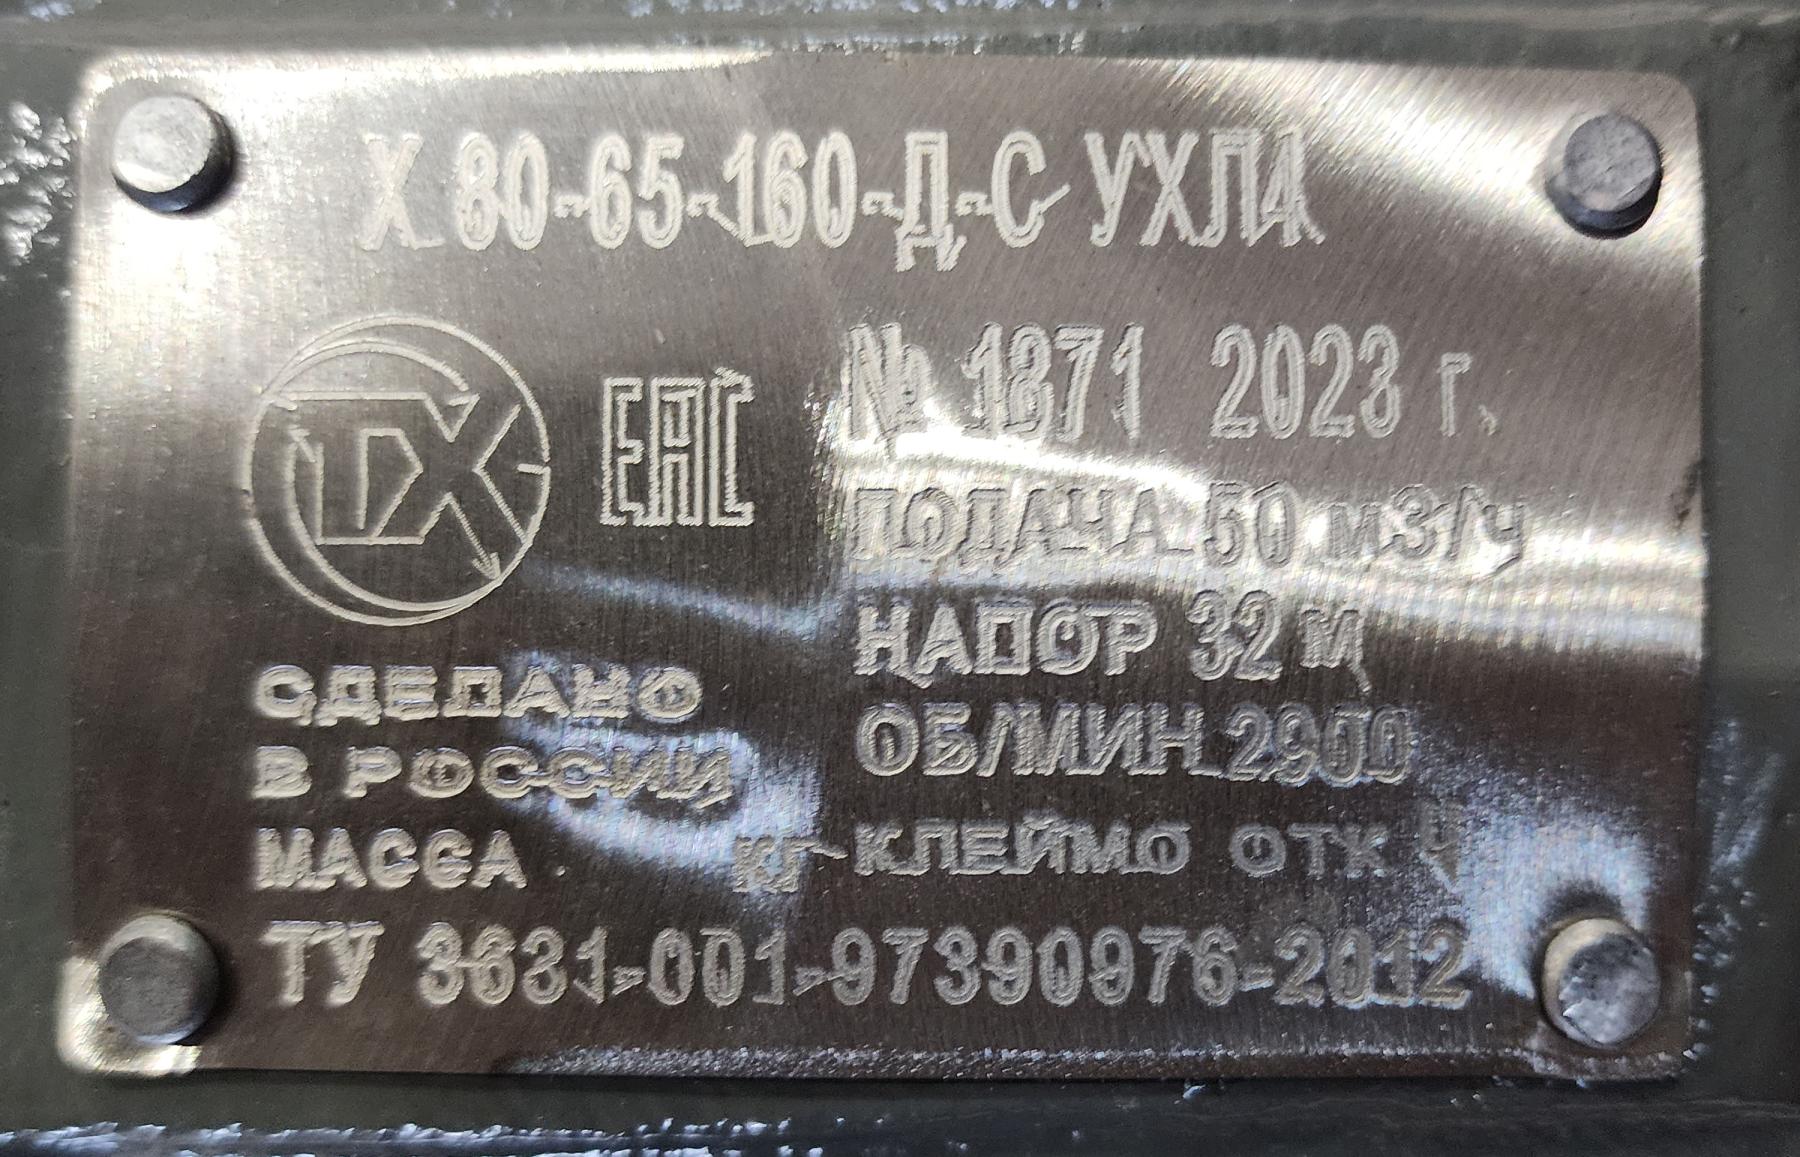 Х 80-65-160-Д-С УХЛ4
ТХ
ЕАС
№ 1871 2023 г.
ПОДАЧА 50 м3/ч
НАПОР 32 м
ОБ/МИН 2900
СДЕЛАНО
В РОССИИ
МАССА кг КЛЕЙМО ОТК
ТУ 3631-001-97390976-2012